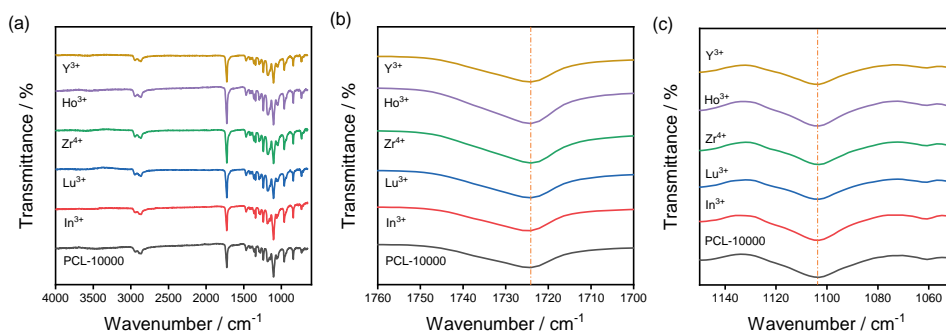 (a)
Transmittance / %
Y³⁺
Ho³⁺
Zr⁴⁺
Lu³⁺
In³⁺
PCL-10000
4000 3500 3000 2500 2000 1500 1000
Wavenumber / cm⁻¹
(b)
Transmittance / %
Y³⁺
Ho³⁺
Zr⁴⁺
Lu³⁺
In³⁺
PCL-10000
1760 1750 1740 1730 1720 1710 1700
Wavenumber / cm⁻¹
(c)
Transmittance / %
Y³⁺
Ho³⁺
Zr⁴⁺
Lu³⁺
In³⁺
PCL-10000
1140 1120 1100 1080 1060
Wavenumber / cm⁻¹